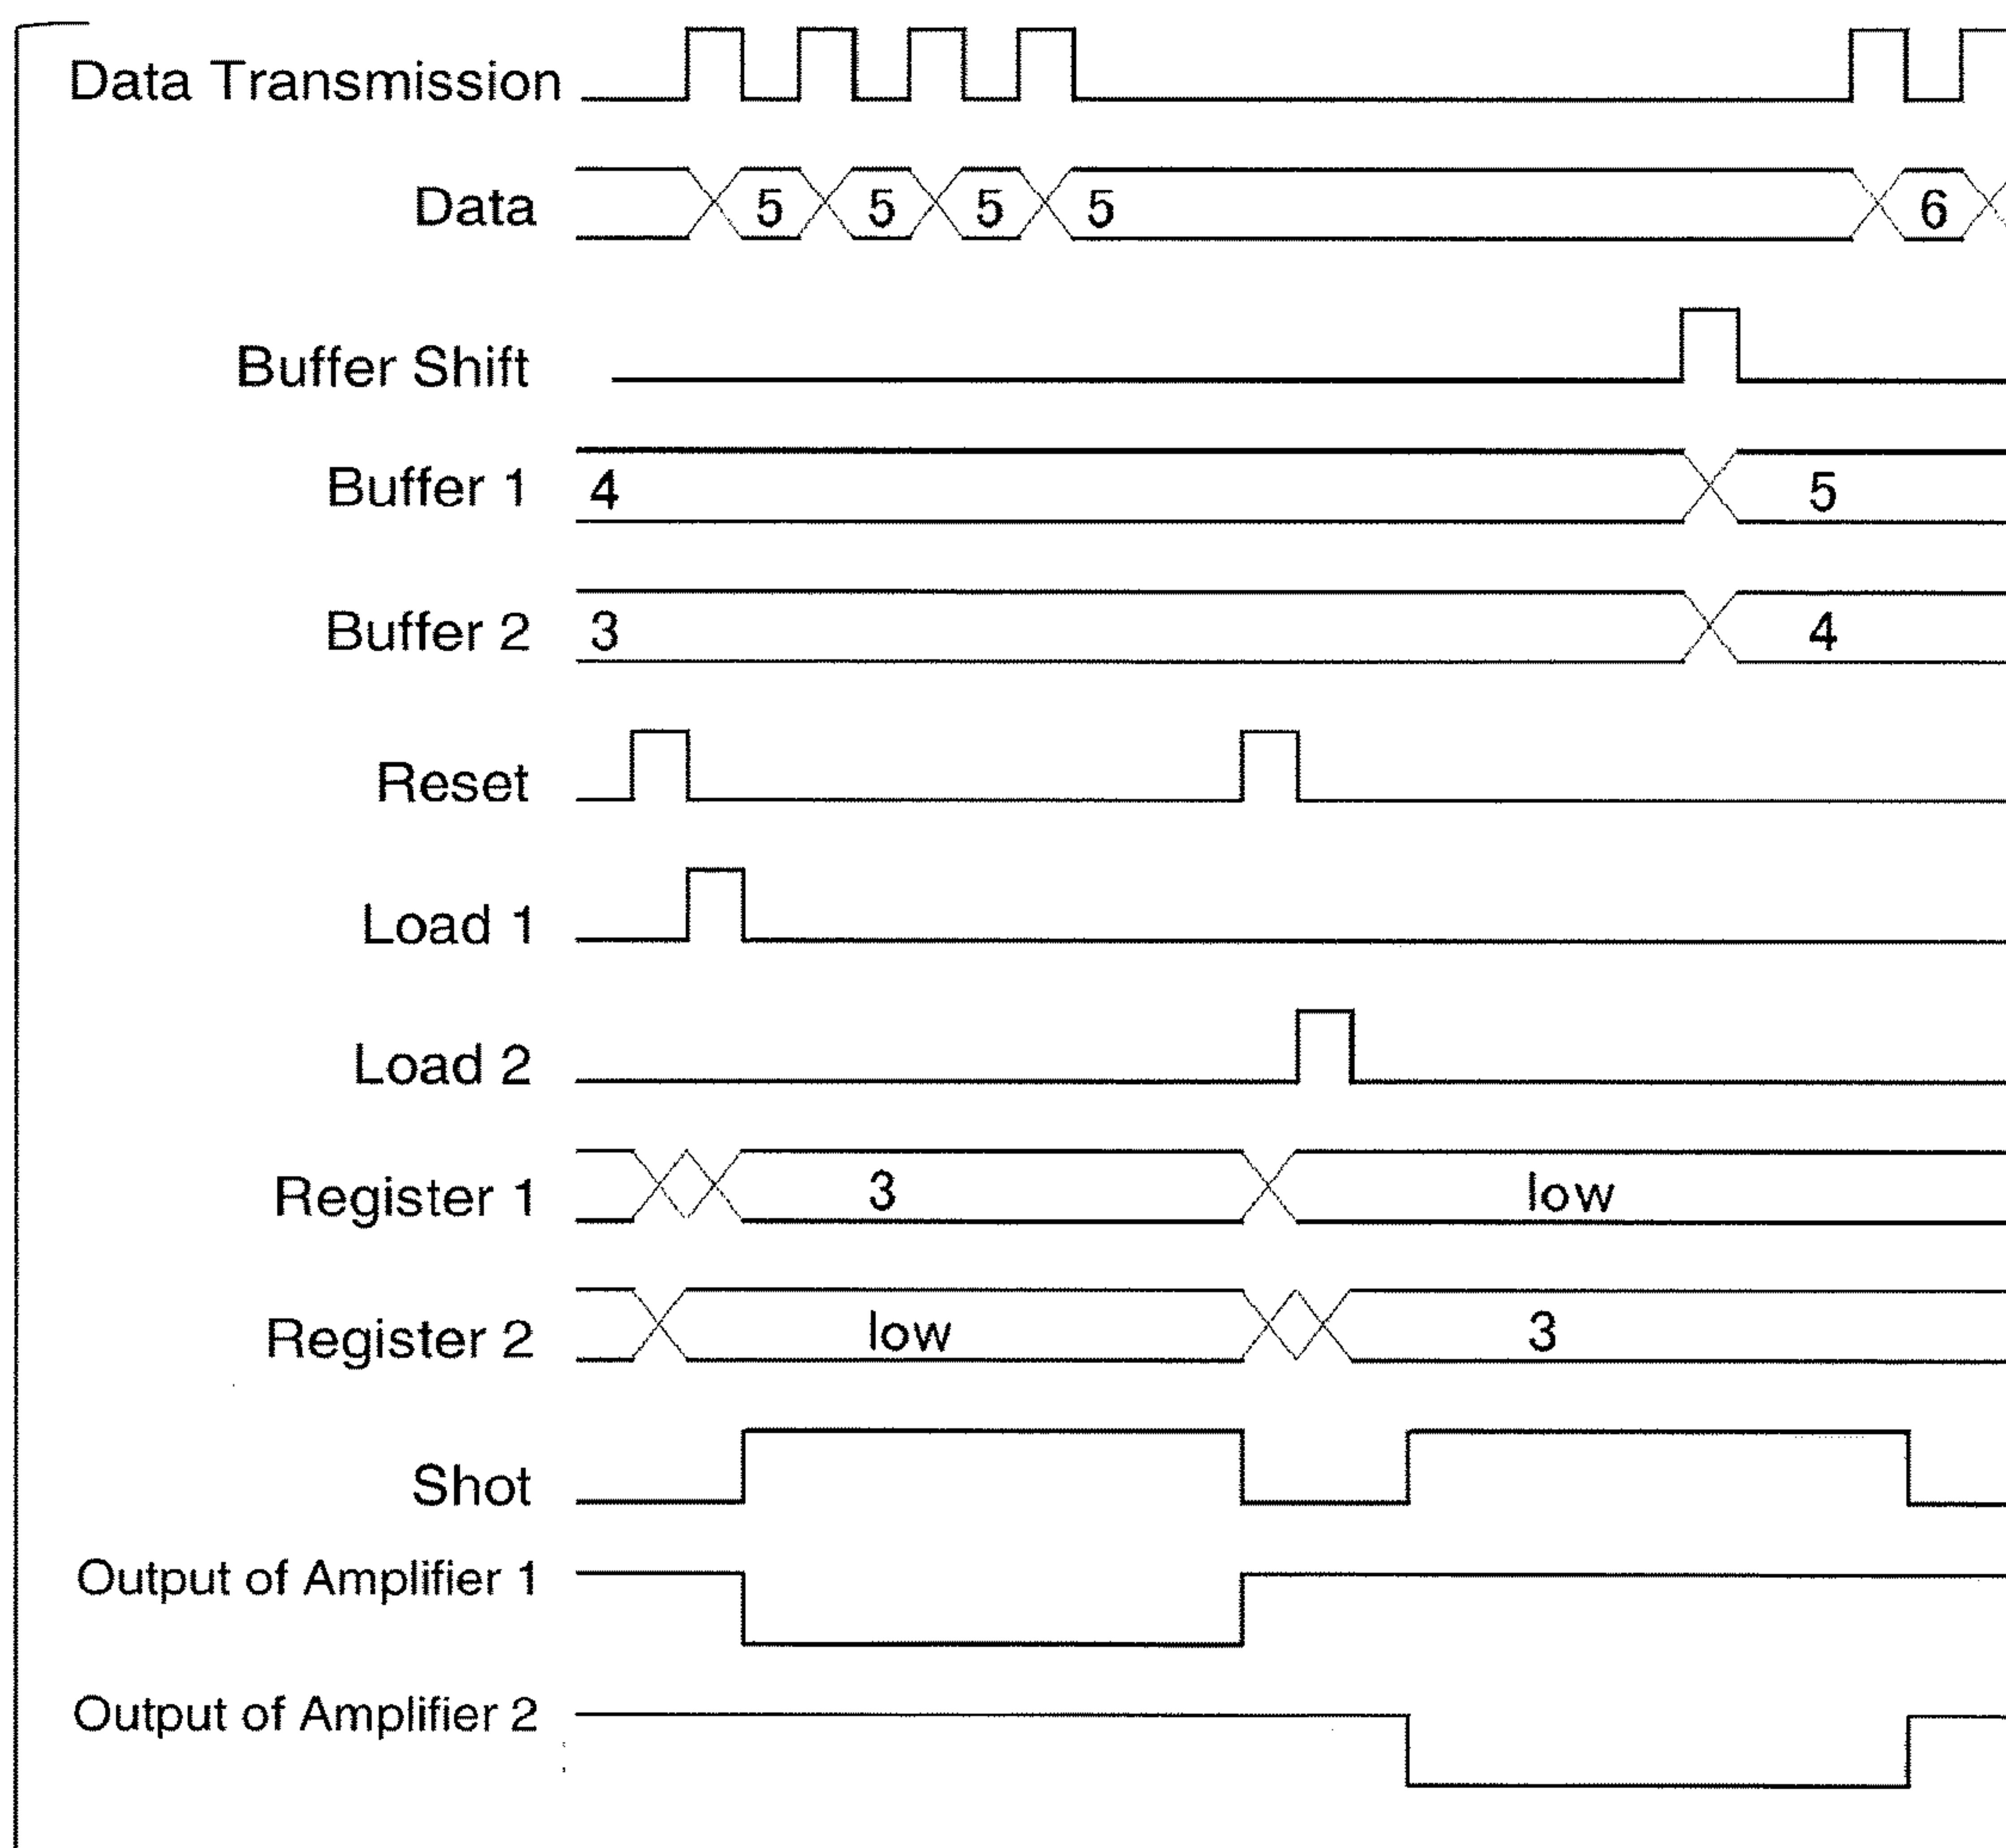 Data Transmission
Data 5 5 5 5 6
Buffer Shift
Buffer 1 4 5
Buffer 2 3 4
Reset
Load 1
Load 2
Register 1 3 low
Register 2 low 3
Shot
Output of Amplifier 1
Output of Amplifier 2